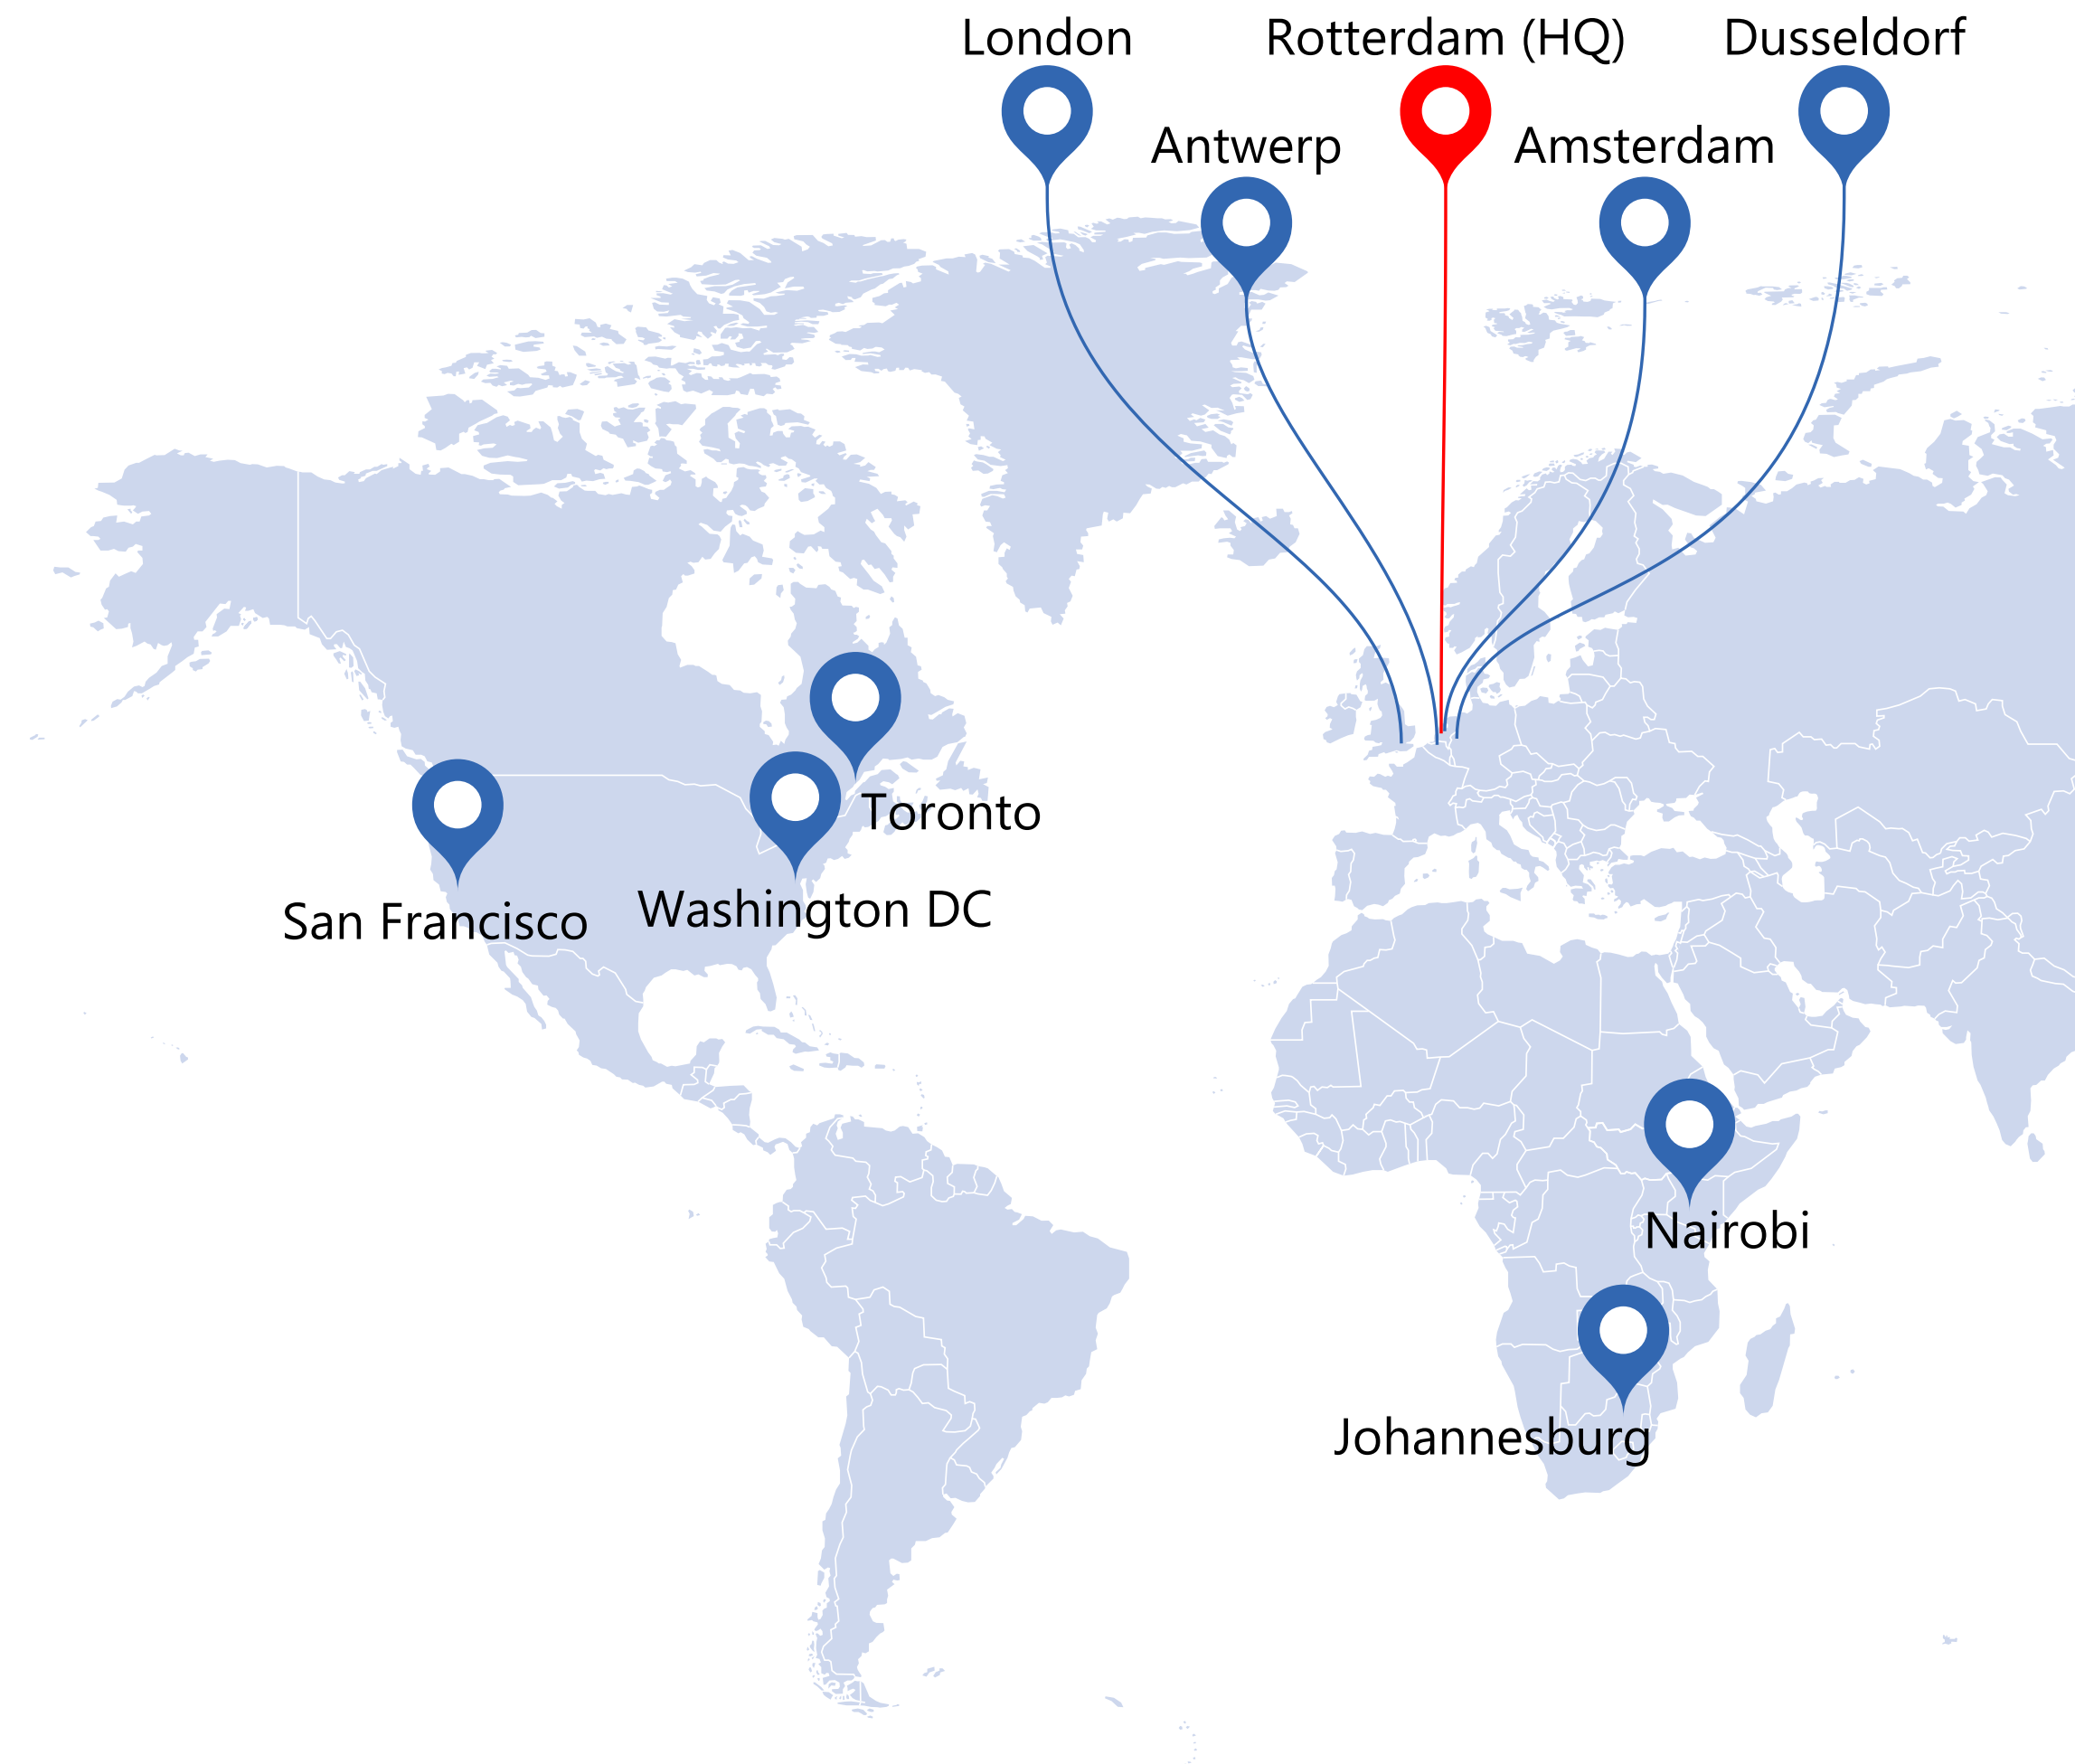 London
Rotterdam (HQ)
Dusseldorf
Antwerp
Amsterdam
Toronto
San Francisco
Washington DC
Nairobi
Johannesburg